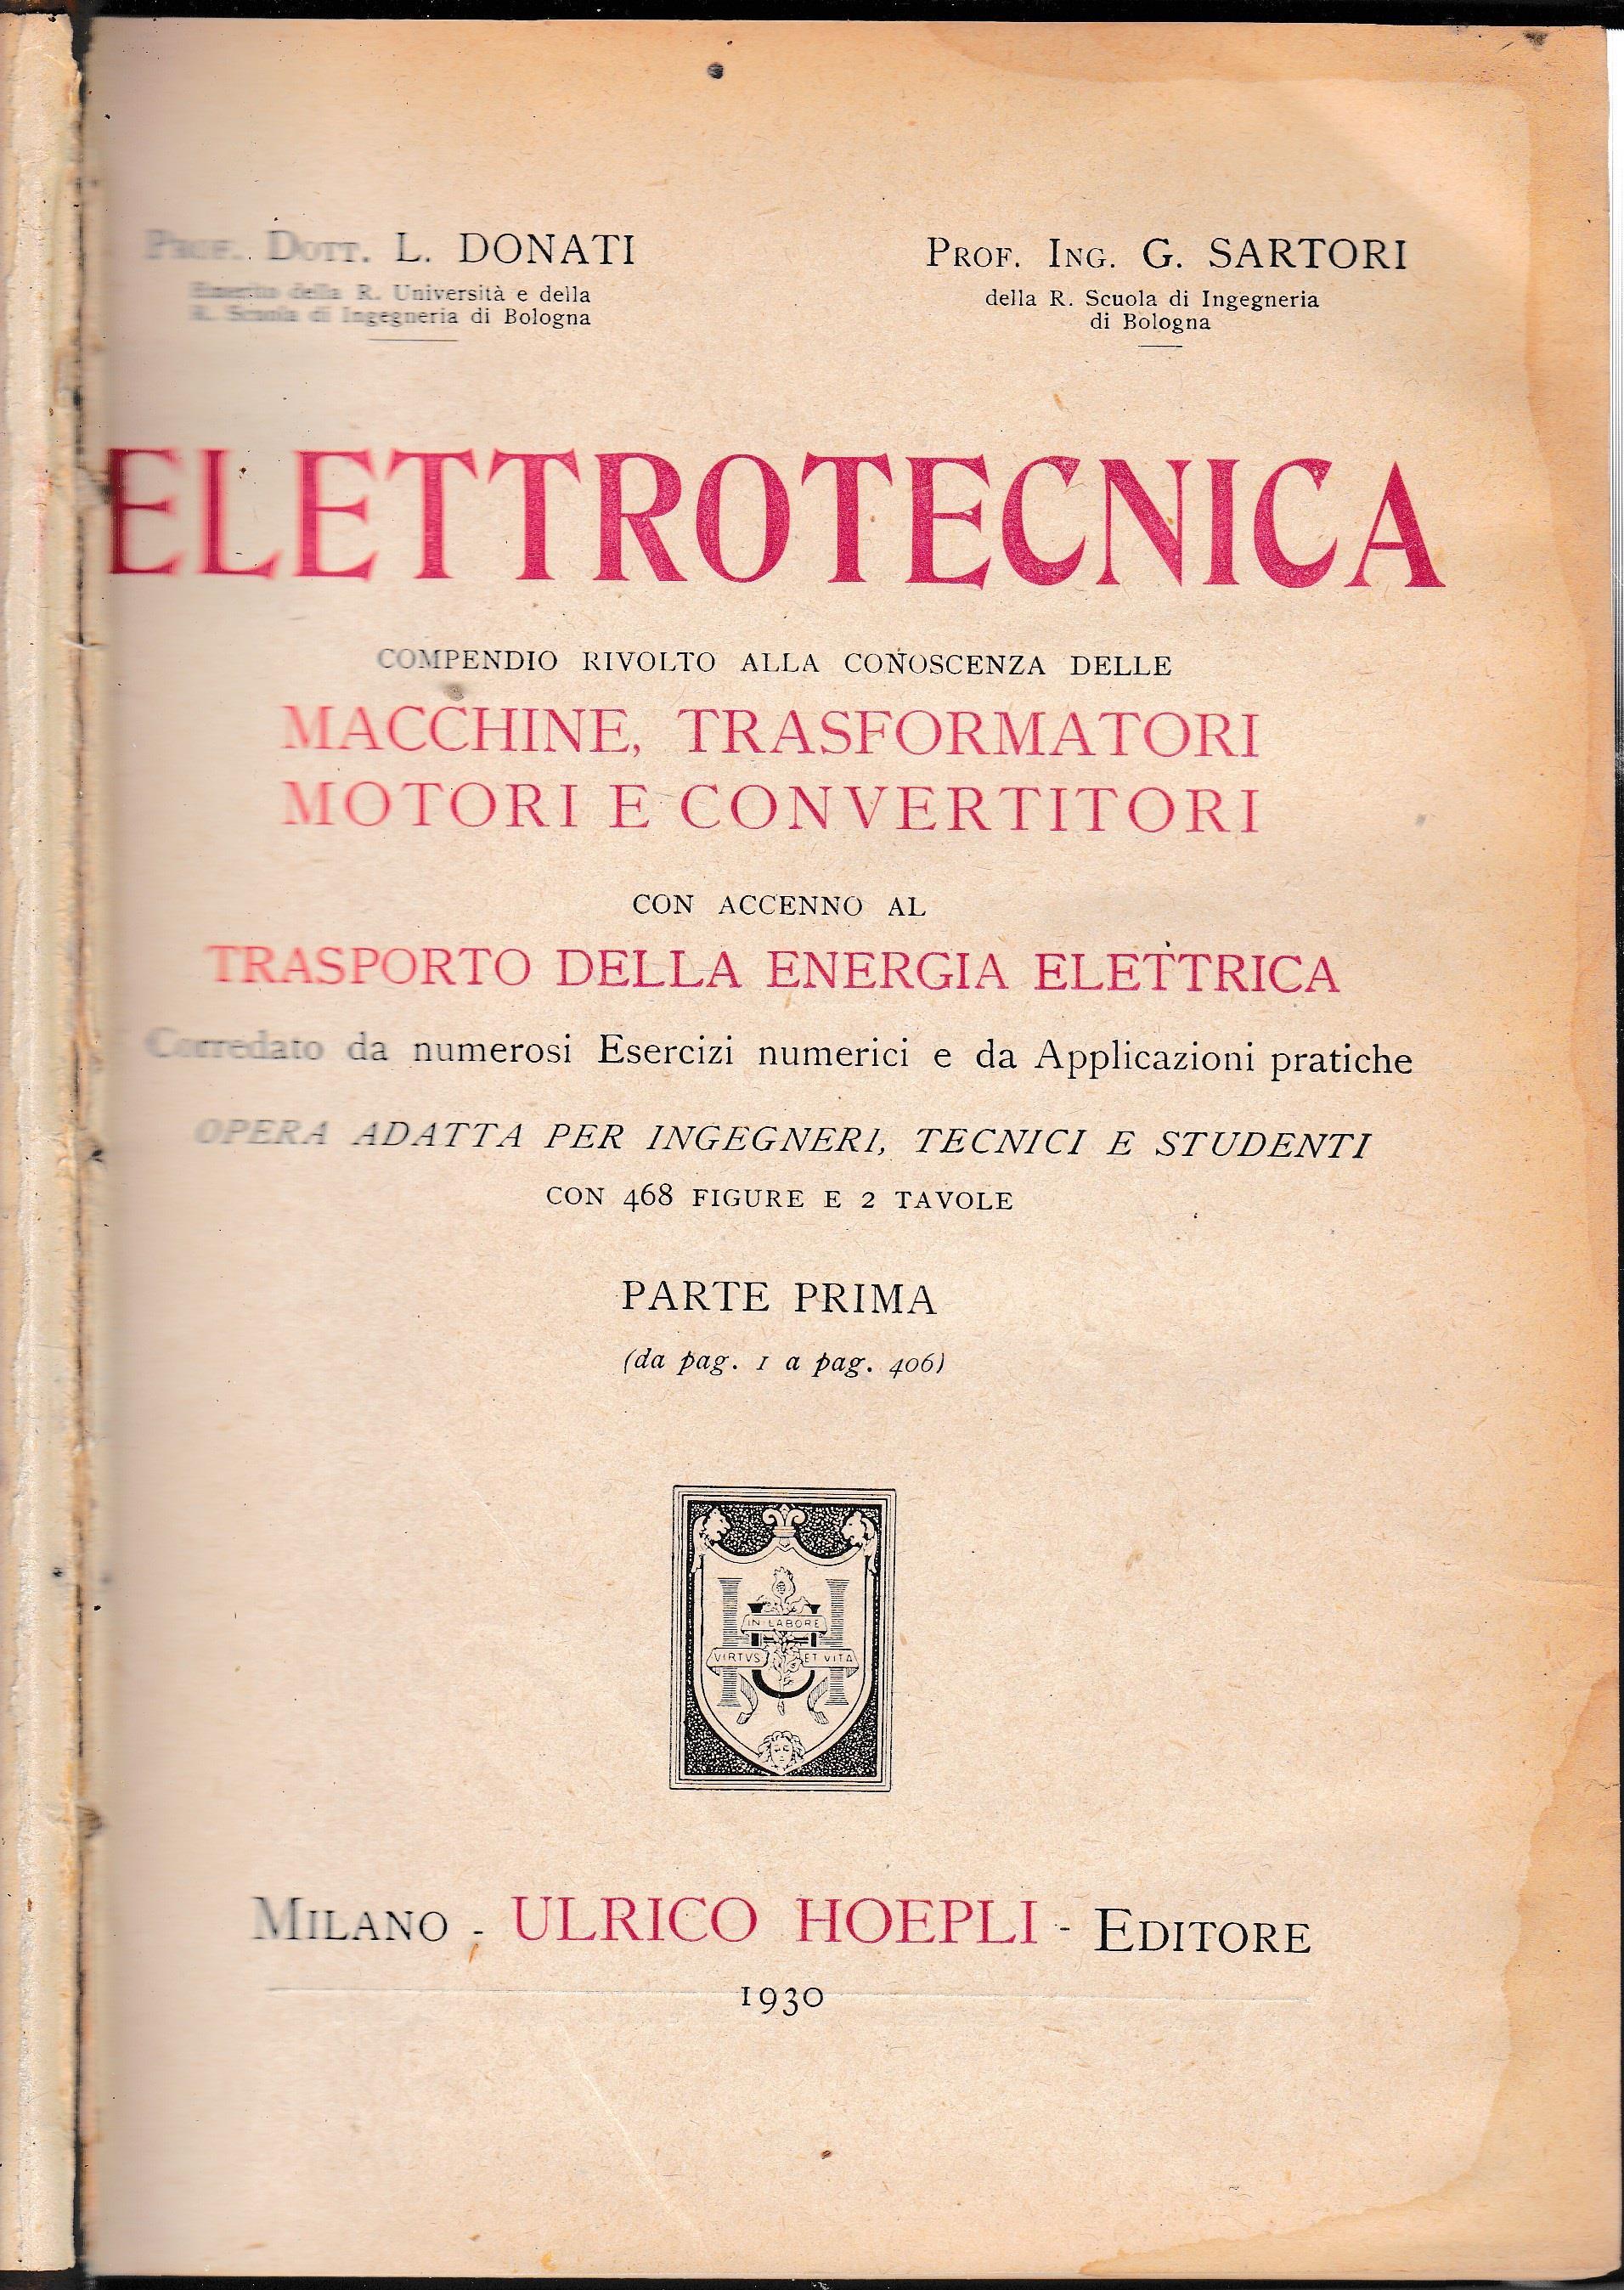 Prof. Dott. L. DONATI
Emerito della R. Università e della
R. Scuola di Ingegneria di Bologna
Prof. Ing. G. SARTORI
della R. Scuola di Ingegneria
di Bologna
ELETTROTECNICA
COMPENDIO RIVOLTO ALLA CONOSCENZA DELLE
MACCHINE, TRASFORMATORI
MOTORI E CONVERTITORI
CON ACCENNO AL
TRASPORTO DELLA ENERGIA ELETTRICA
Corredato da numerosi Esercizi numerici e da Applicazioni pratiche
OPERA ADATTA PER INGEGNERI, TECNICI E STUDENTI
CON 468 FIGURE E 2 TAVOLE
PARTE PRIMA
(da pag. 1 a pag. 406)
IN LABORE
VIRTVS ET VITA
Milano - ULRICO HOEPLI - Editore
1930